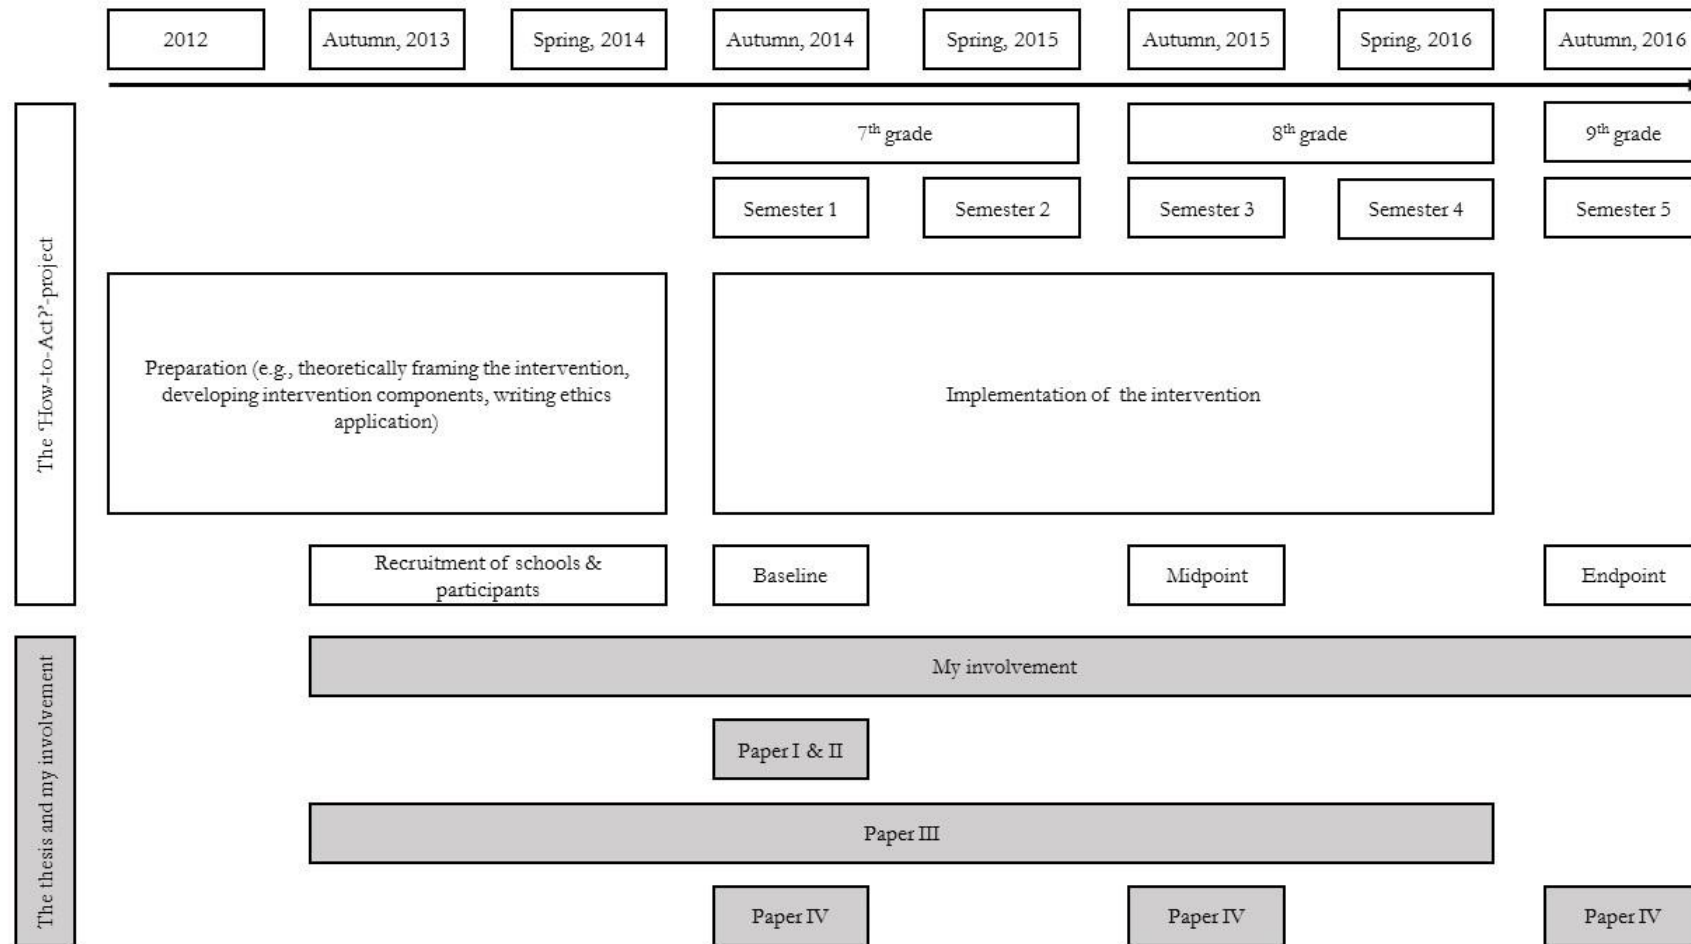 2012
Autumn, 2013
Spring, 2014
Autumn, 2014
Spring, 2015
Autumn, 2015
Spring, 2016
Autumn, 2016
The 'How-to-Act?'-project
7th grade
8th grade
9th grade
Semester 1
Semester 2
Semester 3
Semester 4
Semester 5
Preparation (e.g., theoretically framing the intervention,
developing intervention components, writing ethics
application)
Implementation of the intervention
Recruitment of schools &
participants
Baseline
Midpoint
Endpoint
The thesis and my involvement
My involvement
Paper I & II
Paper III
Paper IV
Paper IV
Paper IV